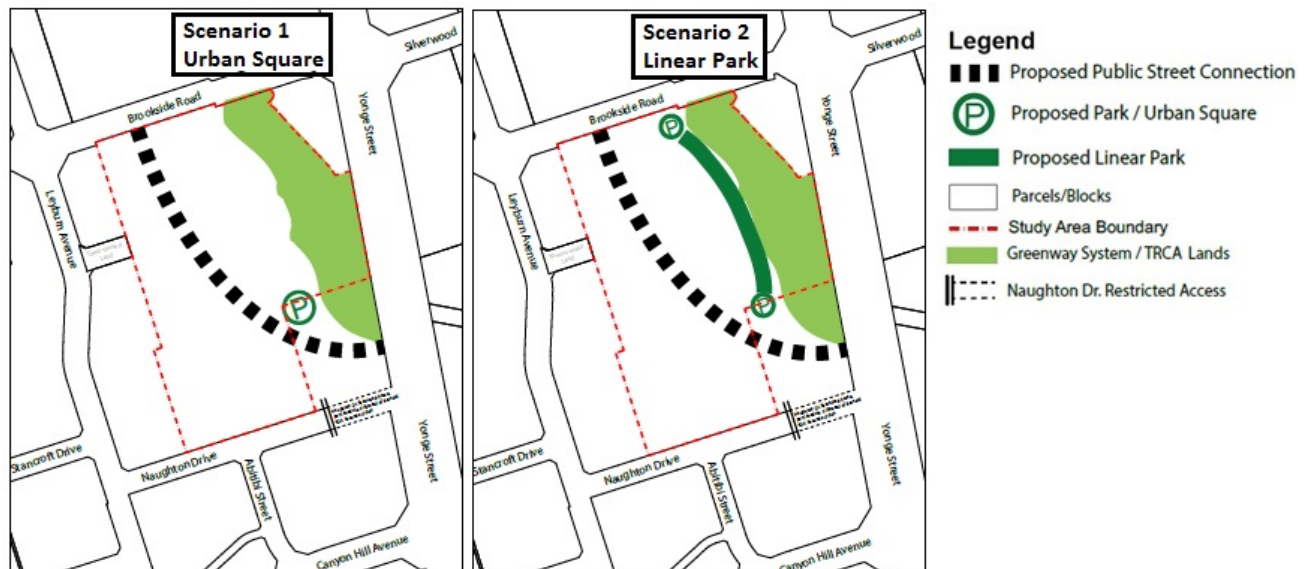 Scenario 1
Urban Square
Silverwood
Brookside Road
Yonge Street
Leyburn Avenue
Yonge Street
Stancroft Drive
Naughton Drive
Abitibi Street
Canyon Hill Avenue
Scenario 2
Linear Park
Silverwood
Brookside Road
Yonge Street
P
Leyburn Avenue
P
Yonge Street
Stancroft Drive
Naughton Drive
Abitibi Street
Canyon Hill Avenue
P
Legend
Proposed Public Street Connection
P Proposed Park / Urban Square
Proposed Linear Park
Parcels/Blocks
Study Area Boundary
Greenway System / TRCA Lands
Naughton Dr. Restricted Access